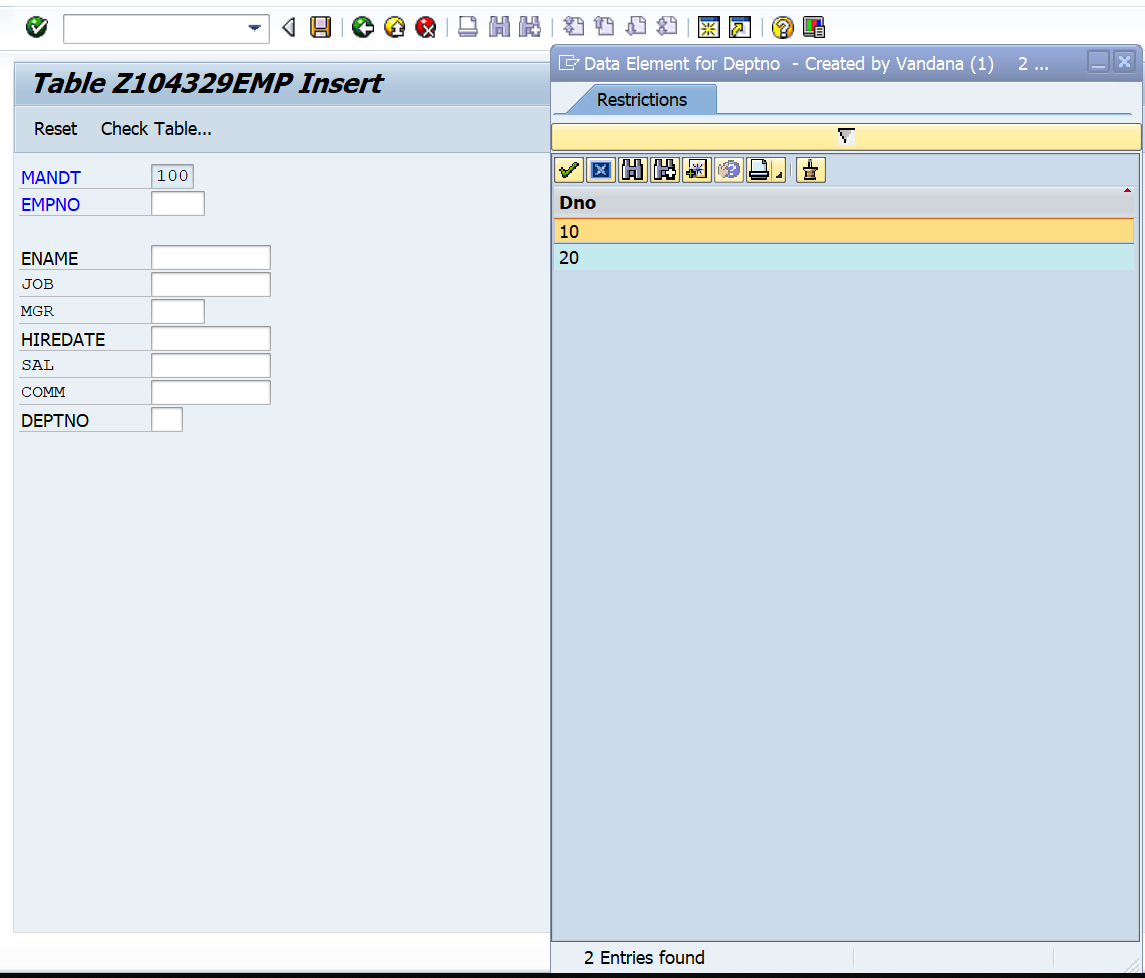 Table Z104329EMP Insert
Reset Check Table...
MANDT 100
EMPNO
ENAME
JOB
MGR
HIREDATE
SAL
COMM
DEPTNO
Data Element for Deptno - Created by Vandana (1) 2 ...
Restrictions
Dno
10
20
2 Entries found